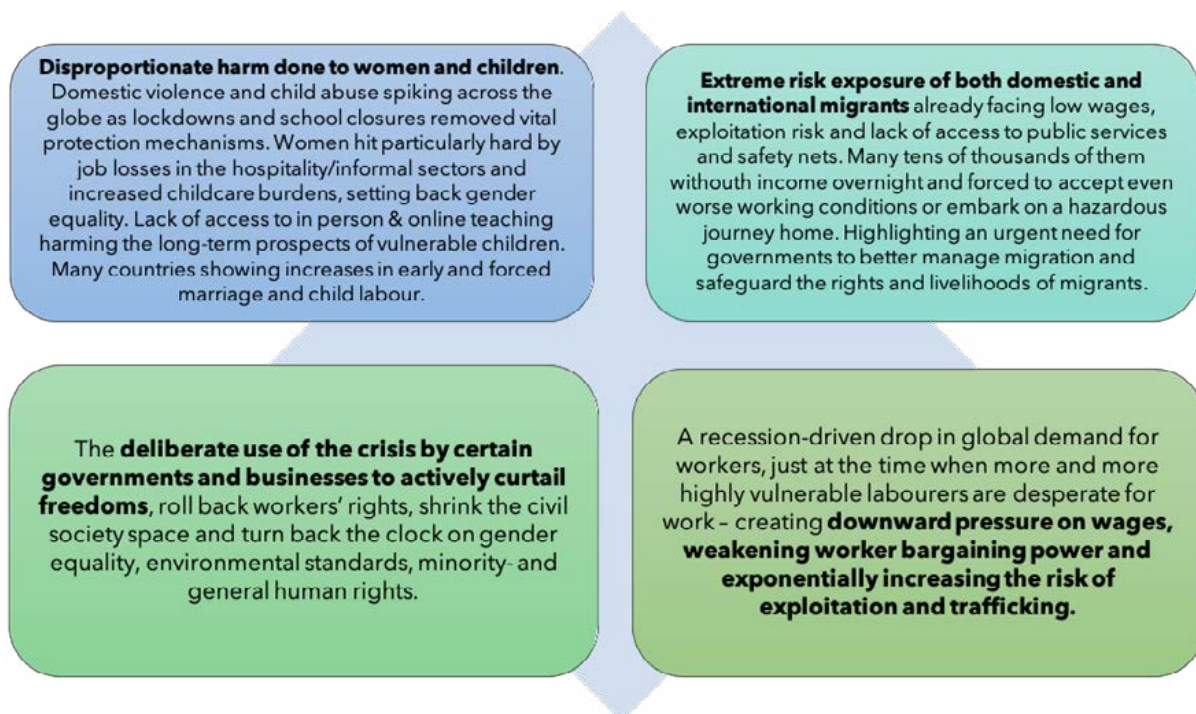 Disproportionate harm done to women and children.
Domestic violence and child abuse spiking across the
globe as lockdowns and school closures removed vital
protection mechanisms. Women hit particularly hard by
job losses in the hospitality/informal sectors and
increased childcare burdens, setting back gender
equality. Lack of access to in person & online teaching
harming the long-term prospects of vulnerable children.
Many countries showing increases in early and forced
marriage and child labour.
Extreme risk exposure of both domestic and
international migrants already facing low wages,
exploitation risk and lack of access to public services
and safety nets. Many tens of thousands of them
withouth income overnight and forced to accept even
worse working conditions or embark on a hazardous
journey home. Highlighting an urgent need for
governments to better manage migration and
safeguard the rights and livelihoods of migrants.
The deliberate use of the crisis by certain
governments and businesses to actively curtail
freedoms, roll back workers' rights, shrink the civil
society space and turn back the clock on gender
equality, environmental standards, minority- and
general human rights.
A recession-driven drop in global demand for
workers, just at the time when more and more
highly vulnerable labourers are desperate for
work – creating downward pressure on wages,
weakening worker bargaining power and
exponentially increasing the risk of
exploitation and trafficking.